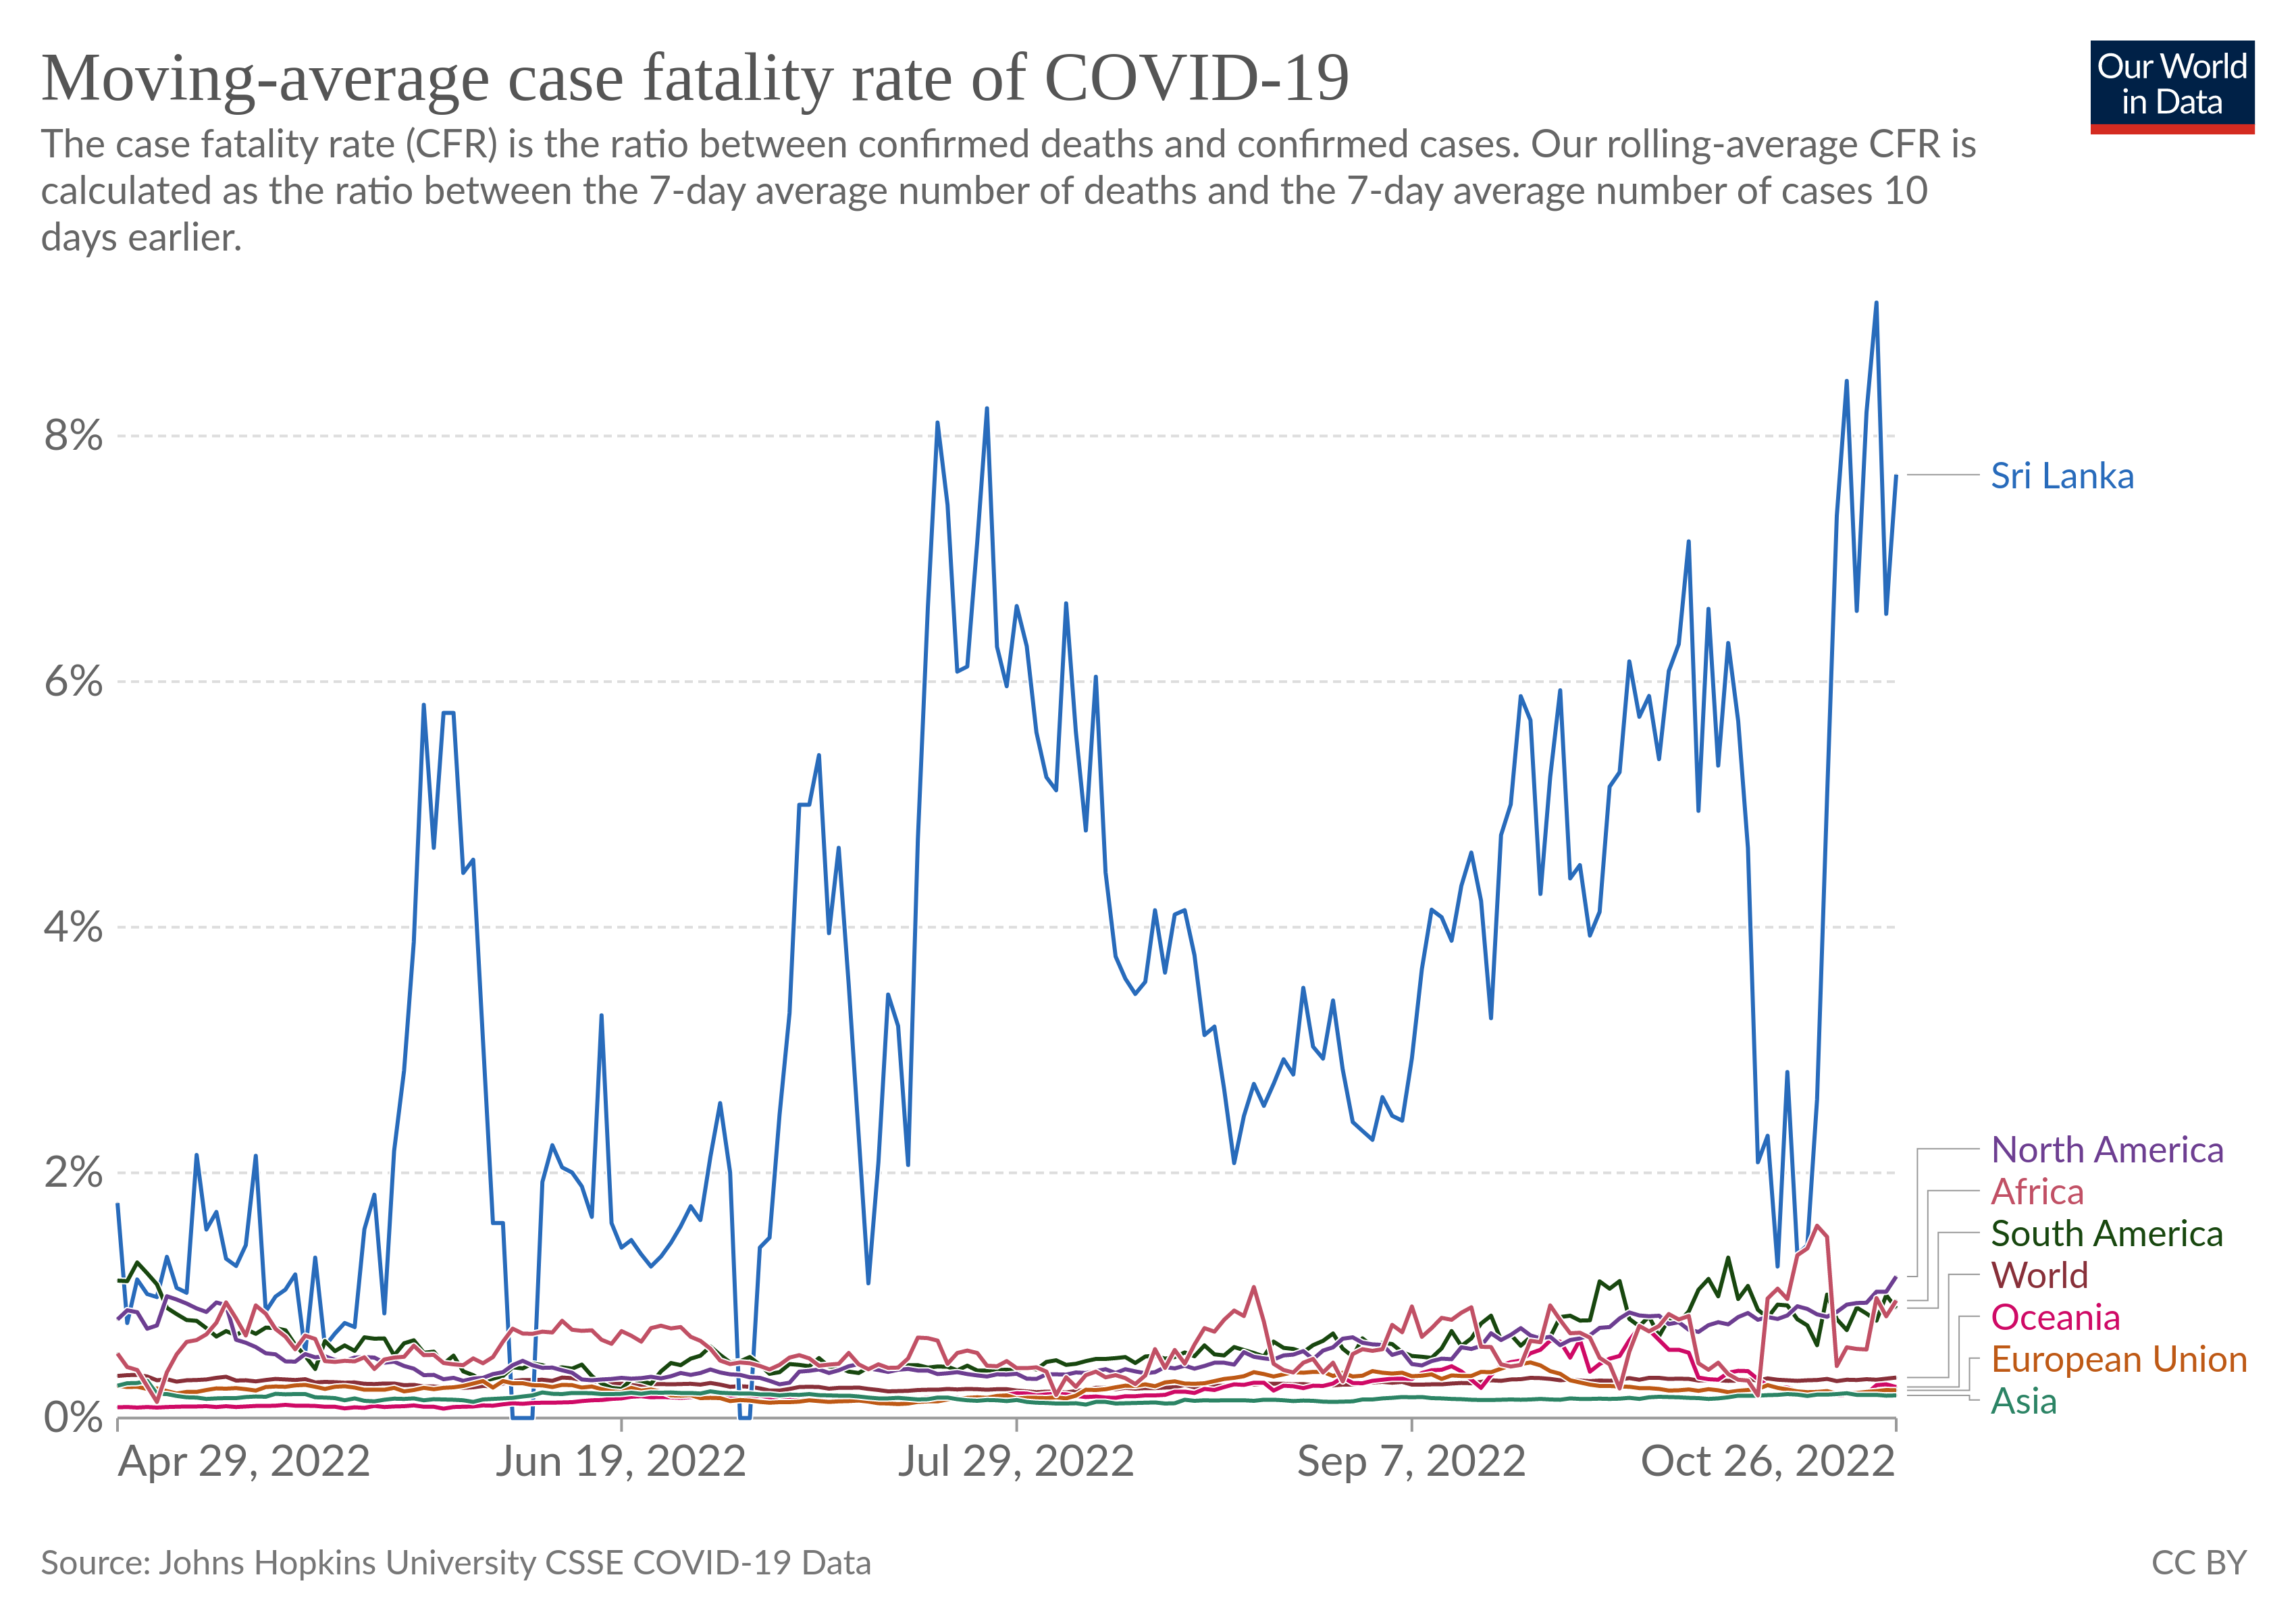 Moving-average case fatality rate of COVID-19
The case fatality rate (CFR) is the ratio between confirmed deaths and confirmed cases. Our rolling-average CFR is
calculated as the ratio between the 7-day average number of deaths and the 7-day average number of cases 10
days earlier.
Our World
in Data
8%
6%
4%
2%
0%
Sri Lanka
North America
Africa
South America
World
Oceania
European Union
Asia
Apr 29, 2022
Jun 19, 2022
Jul 29, 2022
Sep 7, 2022
Oct 26, 2022
Source: Johns Hopkins University CSSE COVID-19 Data
CC BY